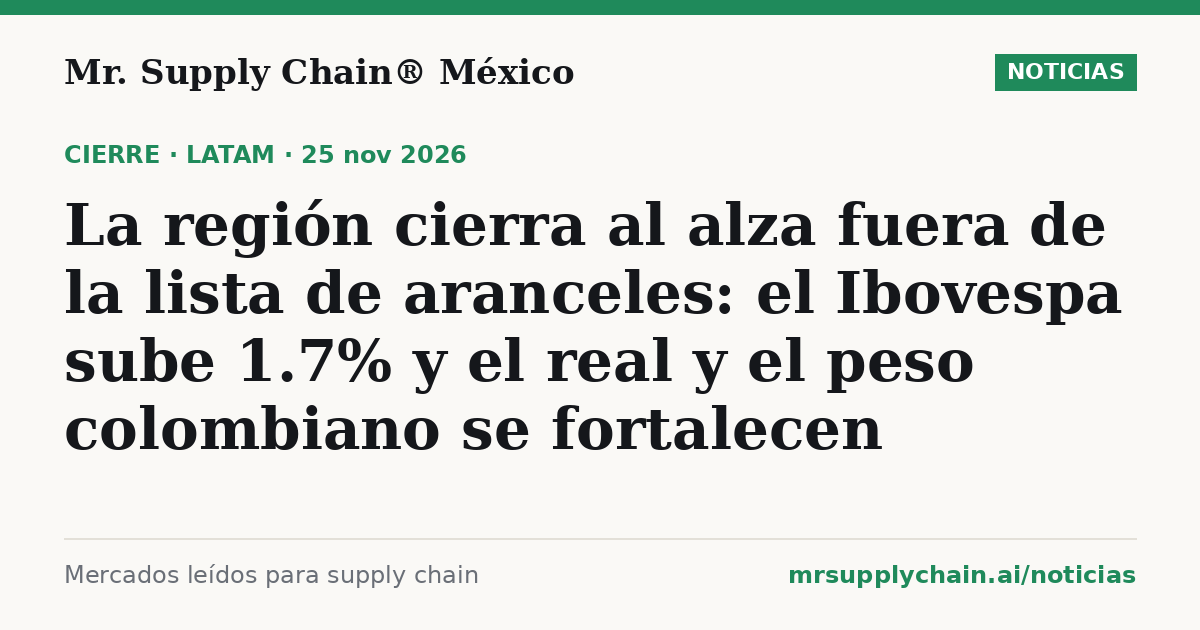 Mr. Supply Chain® México
NOTICIAS
CIERRE · LATAM · 25 nov 2026
La región cierra al alza fuera de
la lista de aranceles: el Ibovespa
sube 1.7% y el real y el peso
colombiano se fortalecen
Mercados leídos para supply chain
mrsupplychain.ai/noticias